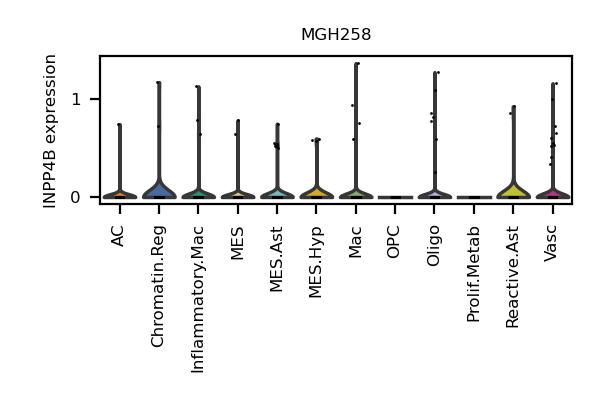 MGH258
INPP4B expression
1
0
AC
Chromatin.Reg
Inflammatory.Mac
MES
MES.Ast
MES.Hyp
Mac
OPC
Oligo
Prolif.Metab
Reactive.Ast
Vasc